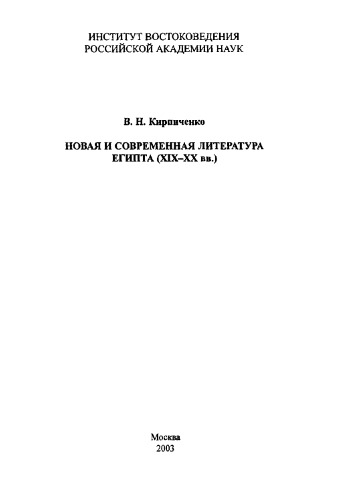 ИНСТИТУТ ВОСТОКОВЕДЕНИЯ
РОССИЙСКОЙ АКАДЕМИИ НАУК
В. Н. Кирпиченко
НОВАЯ И СОВРЕМЕННАЯ ЛИТЕРАТУРА
ЕГИПТА (XIX–XX вв.)
Москва
2003